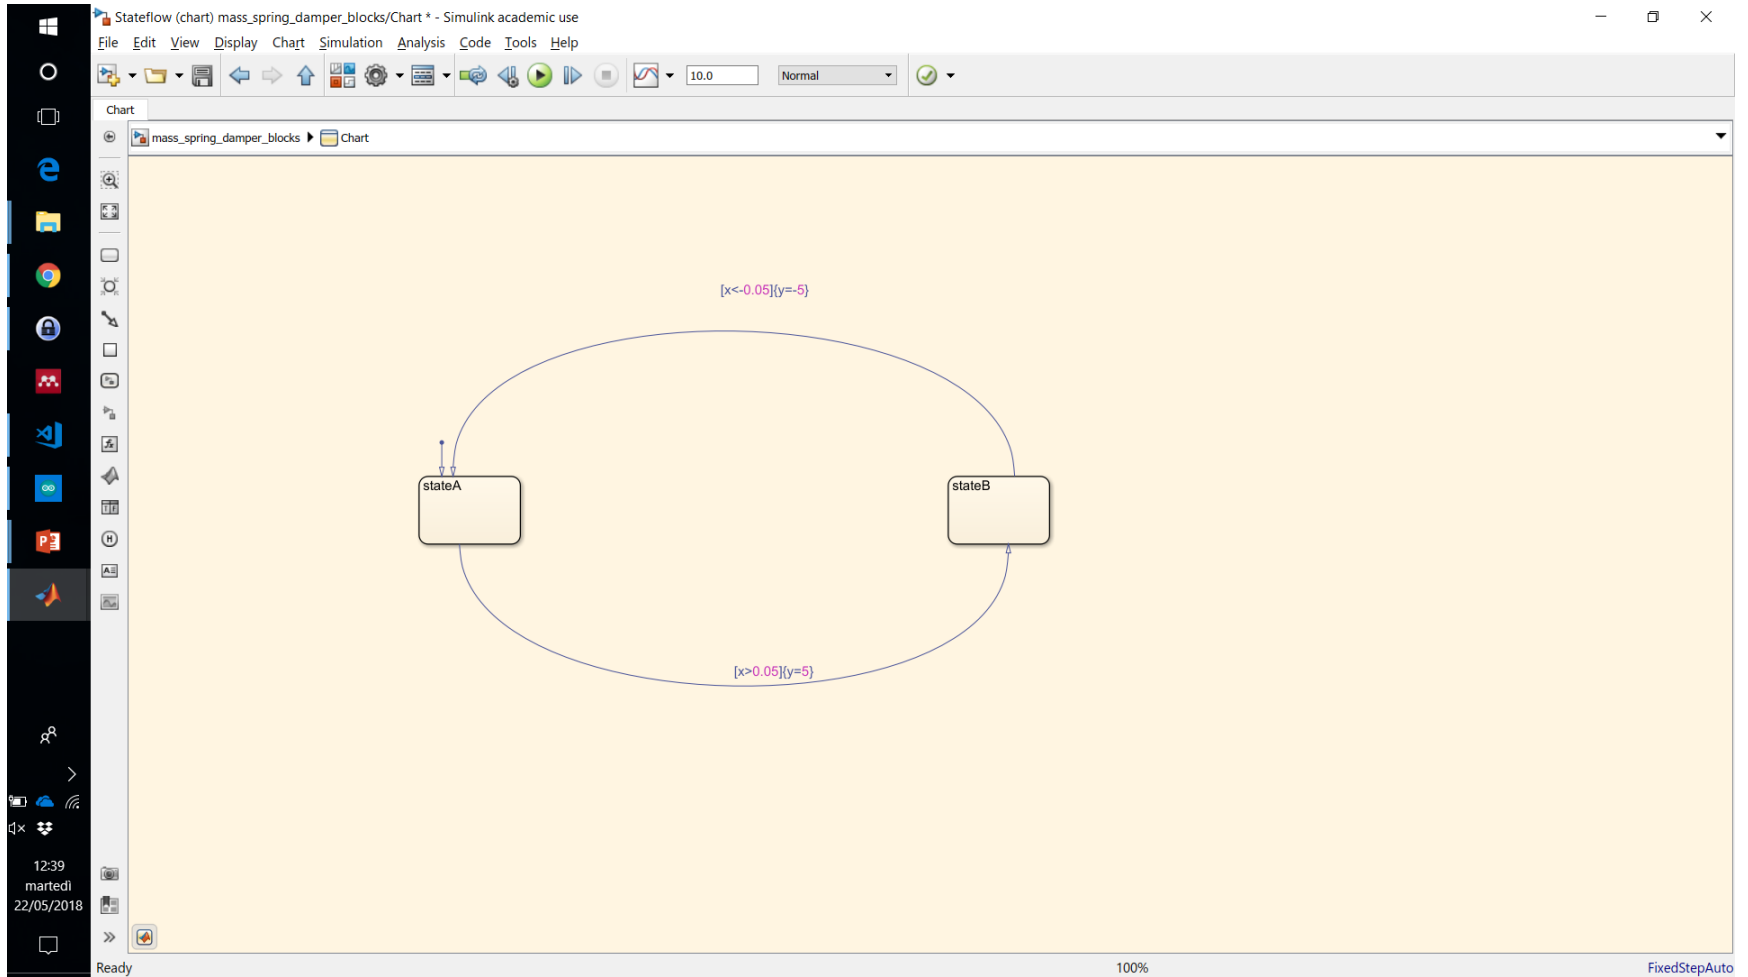 Stateflow (chart) mass_spring_damper_blocks/Chart * - Simulink academic use
File Edit View Display Chart Simulation Analysis Code Tools Help
10.0 Normal
Chart
mass_spring_damper_blocks Chart
[x<-0.05]{y=-5}
stateA
stateB
[x>0.05]{y=5}
12:39
martedì
22/05/2018
Ready 100% FixedStepAuto